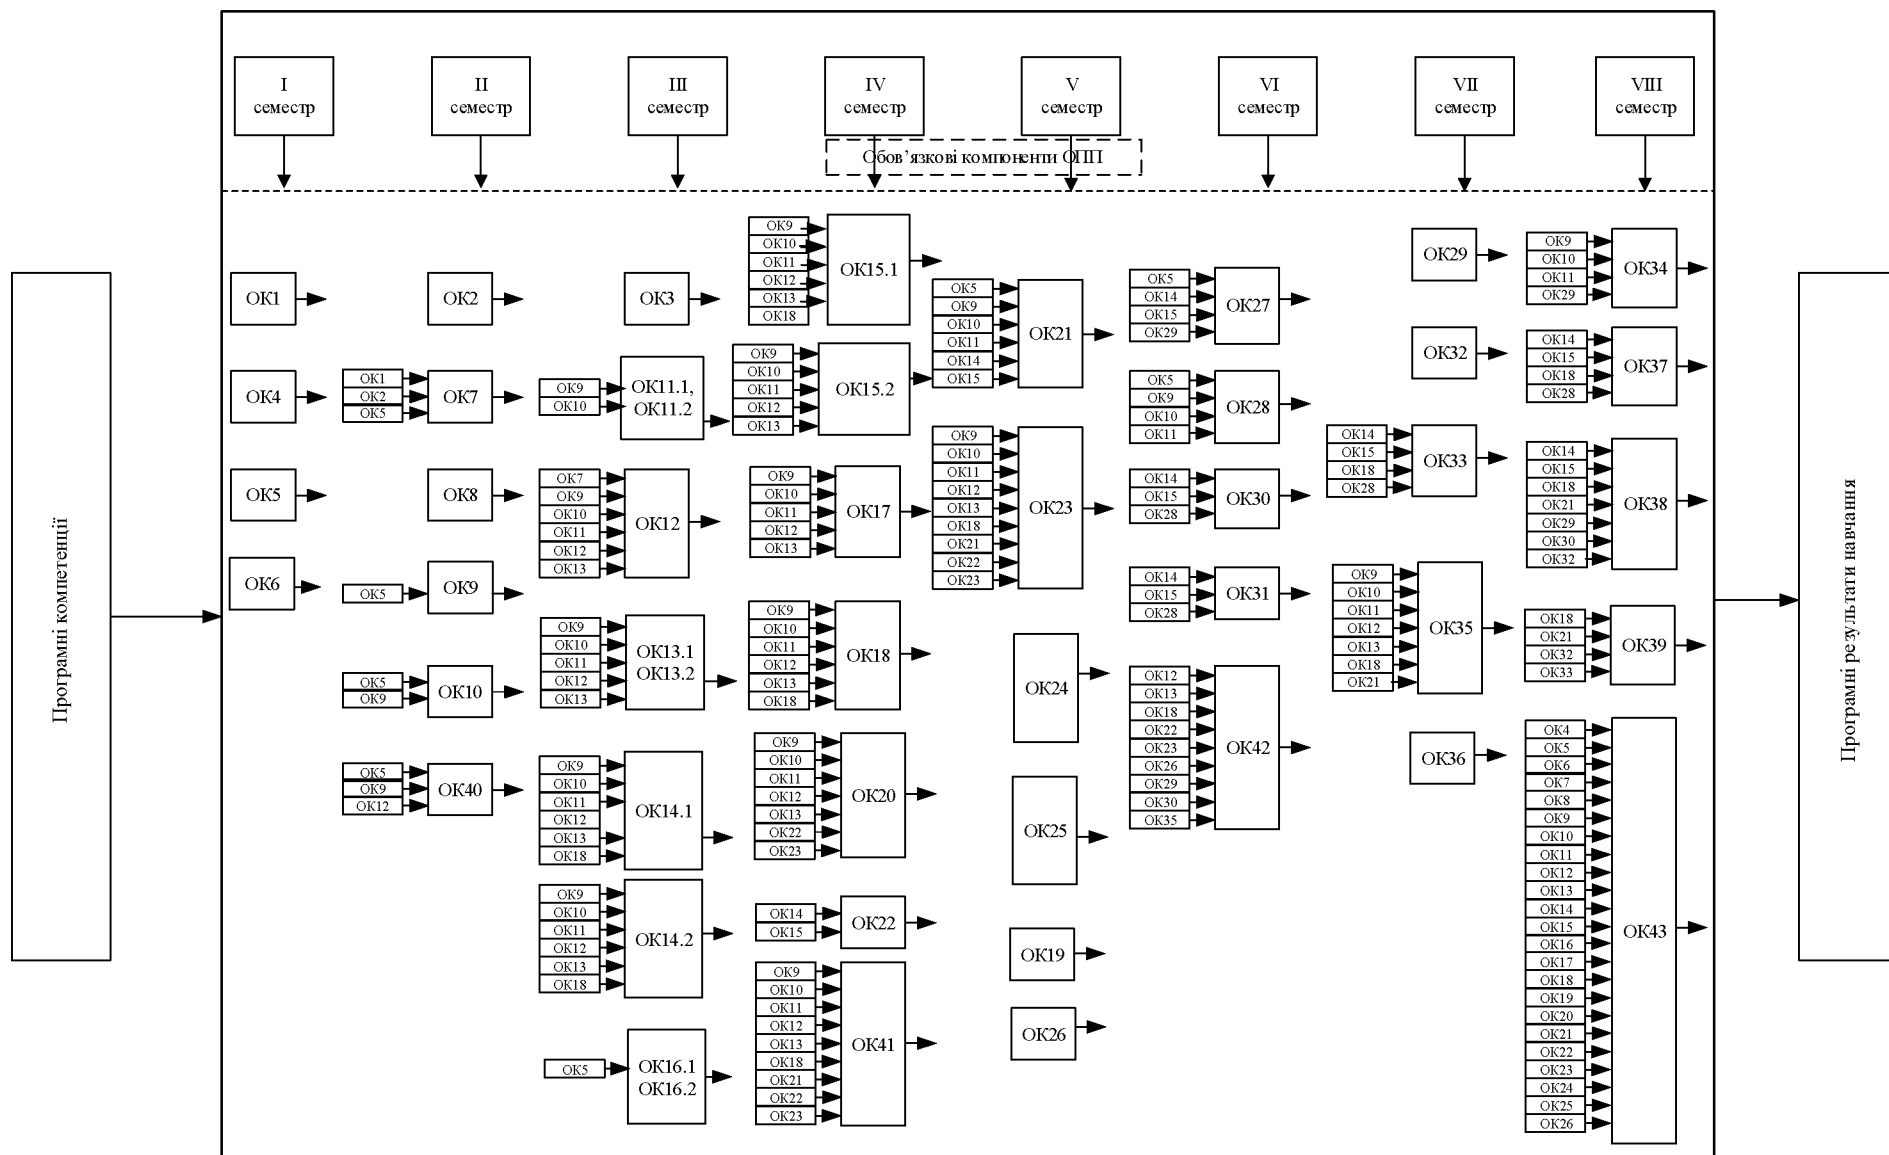 I
семестр
II
семестр
III
семестр
IV
семестр
V
семестр
VI
семестр
VII
семестр
VIII
семестр
Обов’язкові компоненти ОПП
Програмні компетенції
ОК1
ОК4
ОК5
ОК6
ОК2
ОК1
ОК2
ОК5
ОК7
ОК8
ОК5
ОК9
ОК5
ОК9
ОК10
ОК5
ОК9
ОК12
ОК40
ОК3
ОК9
ОК10
ОК11.1,
ОК11.2
ОК7
ОК9
ОК10
ОК11
ОК12
ОК13
ОК12
ОК9
ОК10
ОК11
ОК12
ОК13
ОК13.1
ОК13.2
ОК9
ОК10
ОК11
ОК12
ОК13
ОК18
ОК14.1
ОК9
ОК10
ОК11
ОК12
ОК13
ОК18
ОК14.2
ОК5
ОК16.1
ОК16.2
ОК9
ОК10
ОК11
ОК12
ОК13
ОК18
ОК15.1
ОК9
ОК10
ОК11
ОК12
ОК13
ОК15.2
ОК9
ОК10
ОК11
ОК12
ОК13
ОК17
ОК9
ОК10
ОК11
ОК12
ОК13
ОК18
ОК18
ОК9
ОК10
ОК11
ОК12
ОК13
ОК22
ОК23
ОК20
ОК14
ОК15
ОК22
ОК9
ОК10
ОК11
ОК12
ОК13
ОК18
ОК21
ОК22
ОК23
ОК41
ОК5
ОК9
ОК10
ОК11
ОК14
ОК15
ОК21
ОК9
ОК10
ОК11
ОК12
ОК13
ОК18
ОК21
ОК22
ОК23
ОК23
ОК24
ОК25
ОК19
ОК26
ОК5
ОК14
ОК15
ОК29
ОК27
ОК5
ОК9
ОК10
ОК11
ОК28
ОК14
ОК15
ОК28
ОК30
ОК14
ОК15
ОК28
ОК31
ОК12
ОК13
ОК18
ОК22
ОК23
ОК26
ОК29
ОК30
ОК35
ОК42
ОК29
ОК32
ОК14
ОК15
ОК18
ОК28
ОК33
ОК9
ОК10
ОК11
ОК12
ОК13
ОК18
ОК21
ОК35
ОК36
ОК9
ОК10
ОК11
ОК29
ОК34
ОК14
ОК15
ОК18
ОК28
ОК37
ОК14
ОК15
ОК18
ОК21
ОК29
ОК30
ОК32
ОК38
ОК18
ОК21
ОК32
ОК33
ОК39
ОК4
ОК5
ОК6
ОК7
ОК8
ОК9
ОК10
ОК11
ОК12
ОК13
ОК14
ОК15
ОК16
ОК17
ОК18
ОК19
ОК20
ОК21
ОК22
ОК23
ОК24
ОК25
ОК26
ОК43
Програмні результати навчання